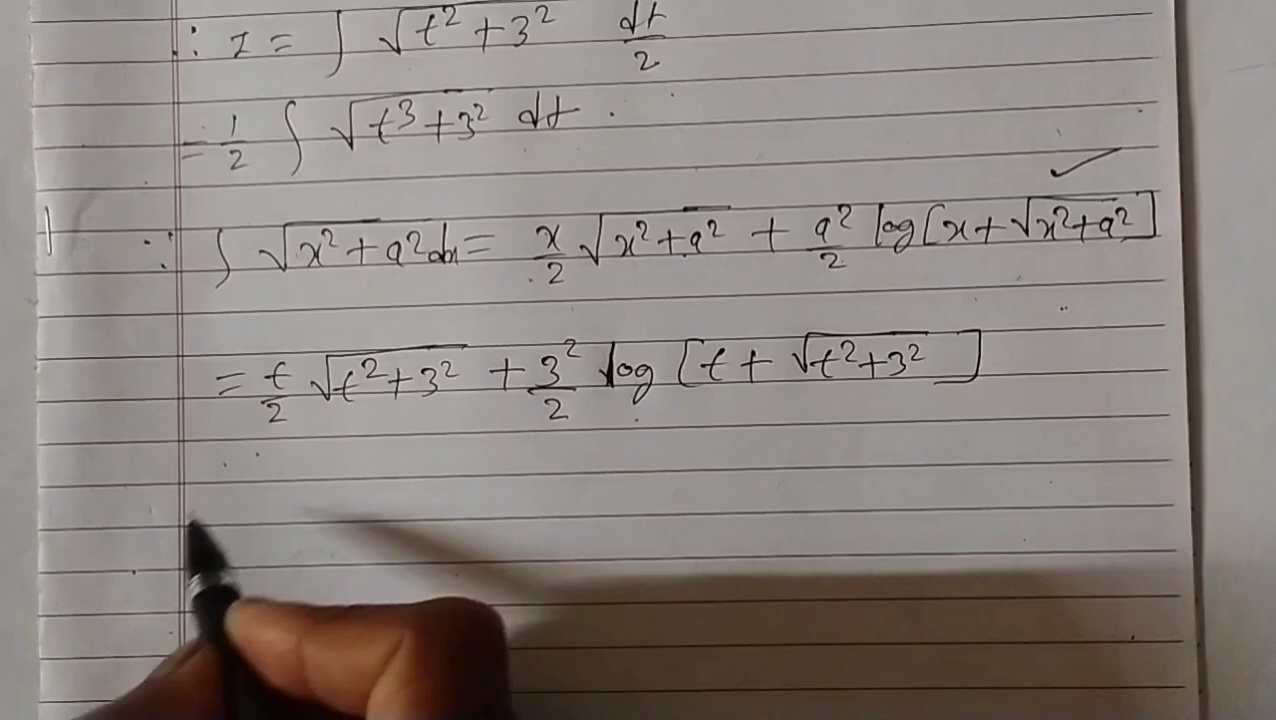 ∴ I = ∫ √(t² + 3²) dt/2
= 1/2 ∫ √(t³ + 3²) dt .
∵ ∫ √(x² + a²) dx = x/2 √(x² + a²) + a²/2 log [x + √(x² + a²)] ✓
= t/2 √(t² + 3²) + 3²/2 log [t + √(t² + 3²)]